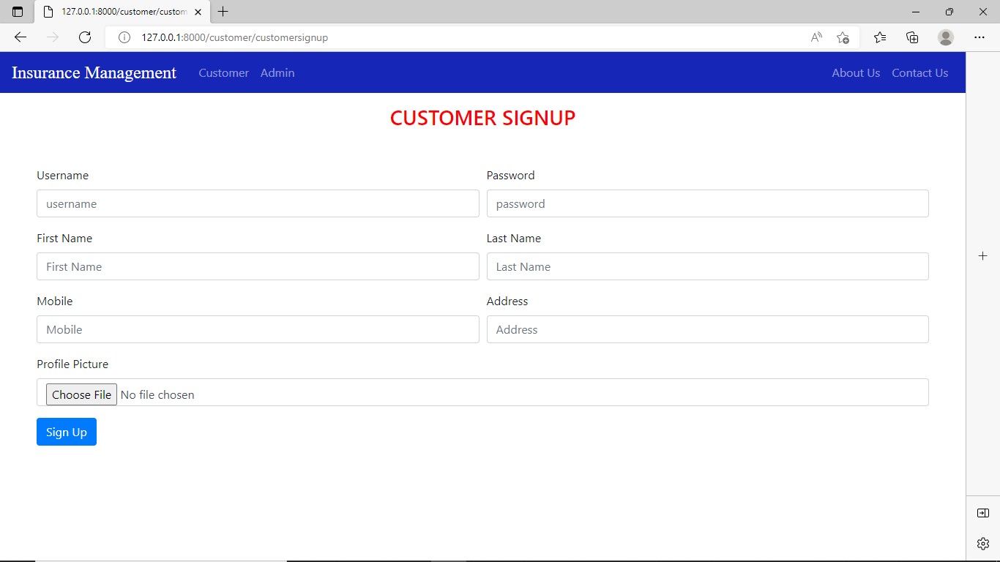 127.0.0.1:8000/customer/custom
127.0.0.1:8000/customer/customersignup
Insurance Management Customer Admin About Us Contact Us
CUSTOMER SIGNUP
Username Password
username password
First Name Last Name
First Name Last Name
Mobile Address
Mobile Address
Profile Picture
Choose File No file chosen
Sign Up